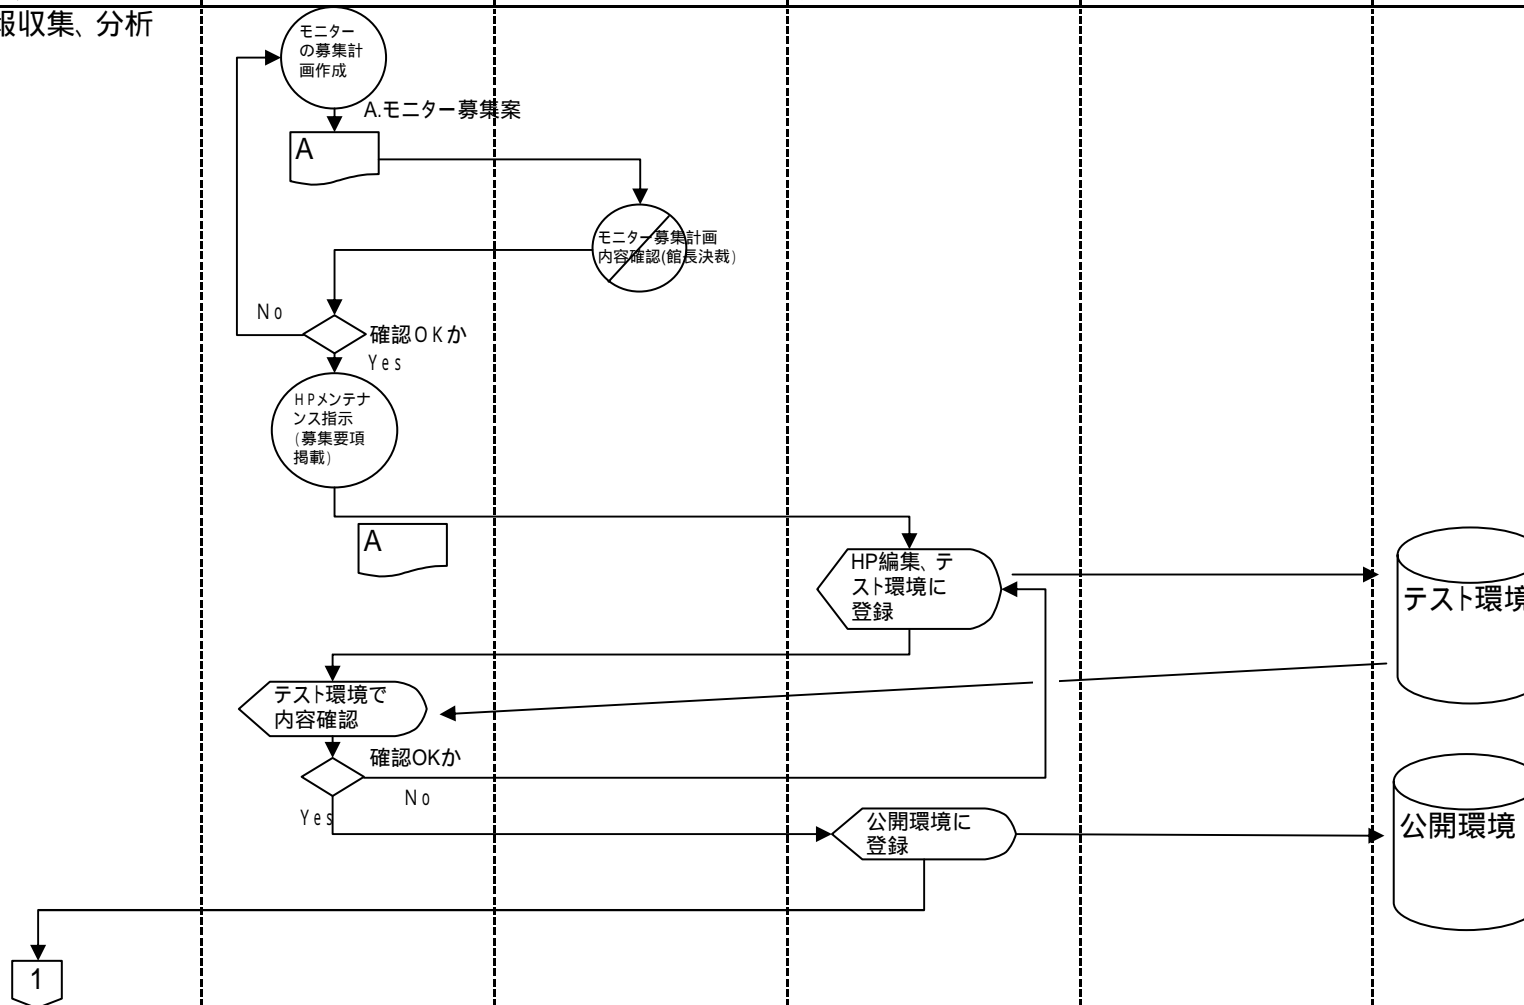 報収集、分析
モニター
の募集計
画作成
A.モニター募集案
A
モニター募集計画
内容確認(館長決裁)
No
確認OKか
Yes
HPメンテナ
ンス指示
(募集要項
掲載)
A
HP編集、テ
スト環境に
登録
テスト環境
テスト環境で
内容確認
確認OKか
No
Yes
公開環境に
登録
公開環境
1